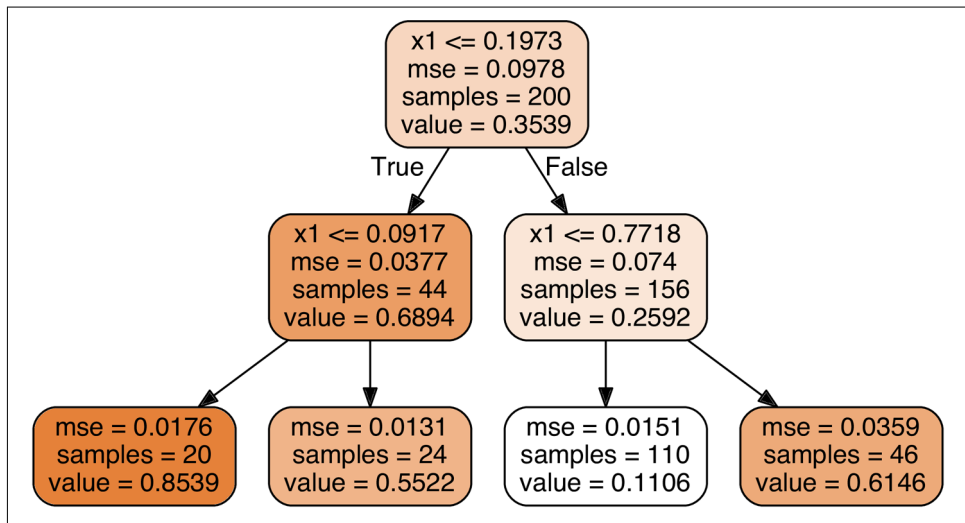 x1 <= 0.1973
mse = 0.0978
samples = 200
value = 0.3539
True
False
x1 <= 0.0917
mse = 0.0377
samples = 44
value = 0.6894
x1 <= 0.7718
mse = 0.074
samples = 156
value = 0.2592
mse = 0.0176
samples = 20
value = 0.8539
mse = 0.0131
samples = 24
value = 0.5522
mse = 0.0151
samples = 110
value = 0.1106
mse = 0.0359
samples = 46
value = 0.6146